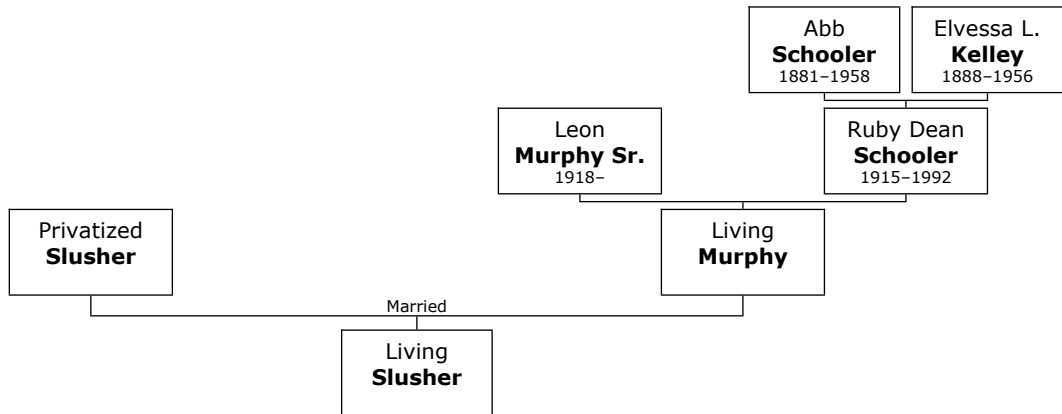 Abb
Schooler
1881–1958
Elvessa L.
Kelley
1888–1956
Leon
Murphy Sr.
1918–
Ruby Dean
Schooler
1915–1992
Privatized
Slusher
Living
Murphy
Married
Living
Slusher